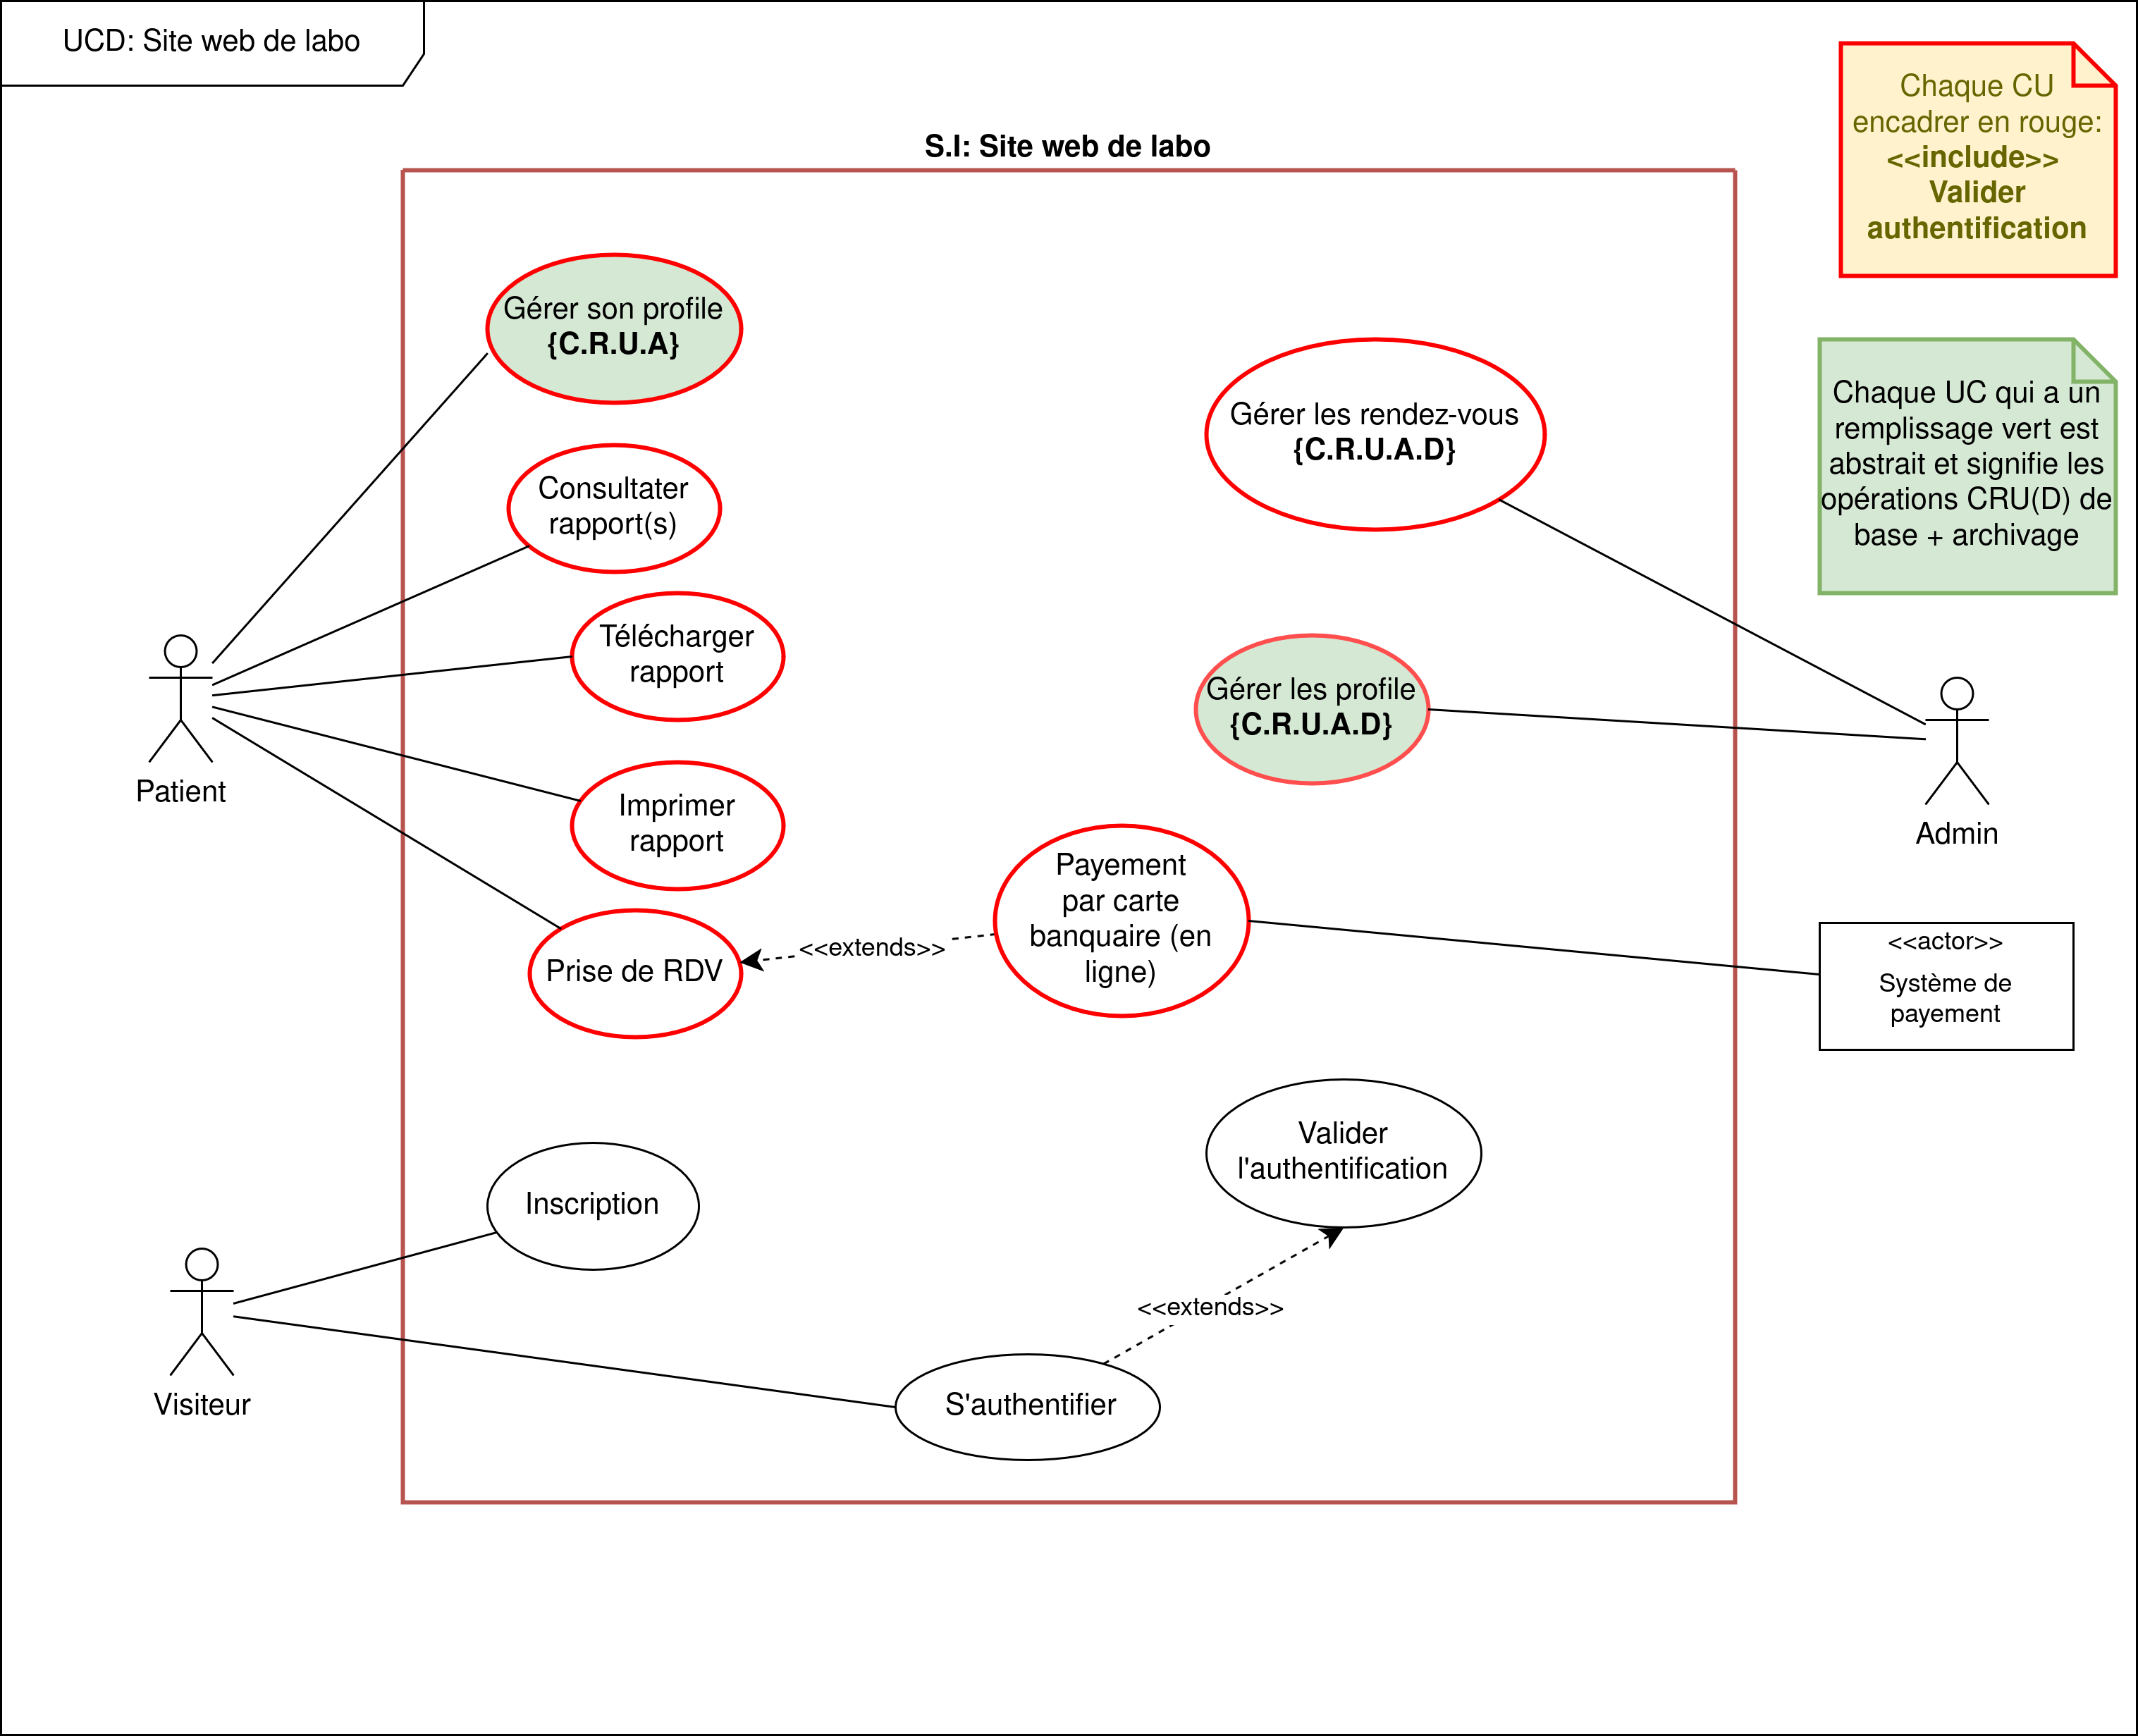 UCD: Site web de labo
S.I: Site web de labo
Chaque CU
encadrer en rouge:
<<include>>
Valider
authentification
Gérer son profile
{C.R.U.A}
Gérer les rendez-vous
{C.R.U.A.D}
Chaque UC qui a un
remplissage vert est
abstrait et signifie les
opérations CRU(D) de
base + archivage
Consultater
rapport(s)
Télécharger
rapport
Gérer les profile
{C.R.U.A.D}
Patient
Imprimer
rapport
Admin
Payement
par carte
banquaire (en
ligne)
<<extends>>
Prise de RDV
<<actor>>
Système de
payement
Valider
l'authentification
Inscription
<<extends>>
Visiteur
S'authentifier